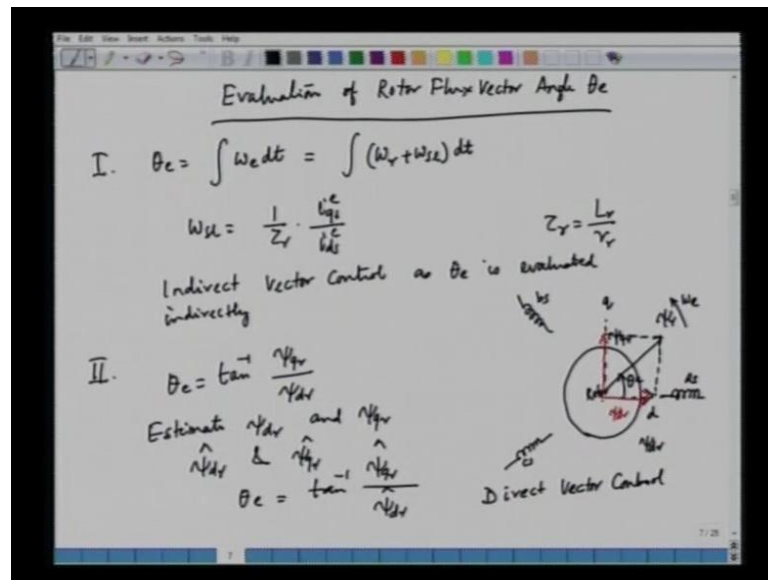 File Edit View Insert Actions Tools Help
Evaluation of Rotor Flux Vector Angle θe
I. θe = ∫ ωe dt = ∫ (ωr + ωsl) dt
ωsl = 1/τr · i^e_qs / i^e_ds
τr = Lr/rr
Indirect Vector Control as θe is evaluated
indirectly
bs
q
ωe
ψr
ψqr
θe
as
ψdr
d
ψdr
II. θe = tan⁻¹ ψqr/ψdr
Estimate ψdr and ψqr
ψ̂dr & ψ̂qr
θe = tan⁻¹ ψ̂qr/ψ̂dr
Direct Vector Control
7/25
7